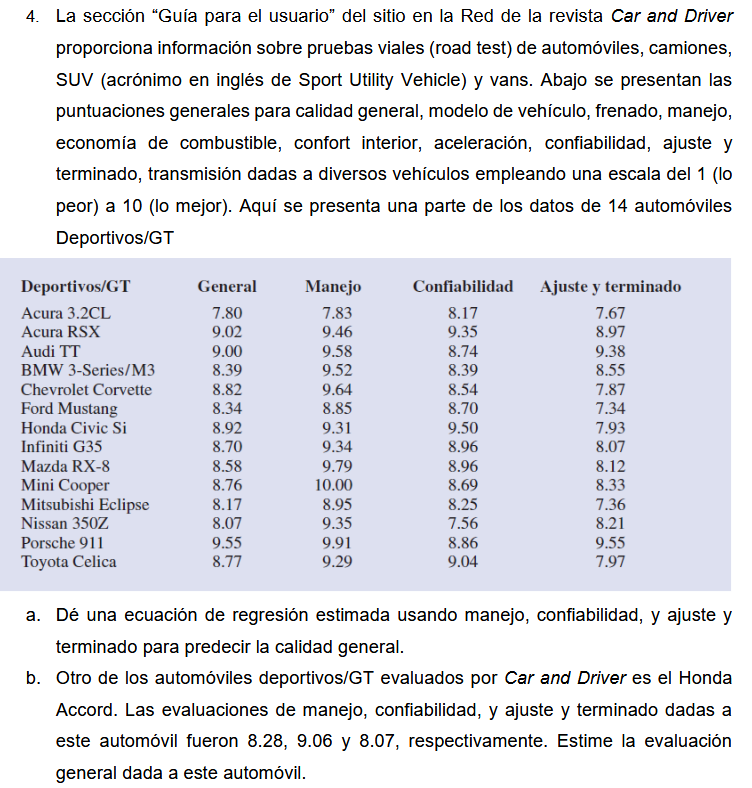 4. La sección “Guía para el usuario” del sitio en la Red de la revista Car and Driver
proporciona información sobre pruebas viales (road test) de automóviles, camiones,
SUV (acrónimo en inglés de Sport Utility Vehicle) y vans. Abajo se presentan las
puntuaciones generales para calidad general, modelo de vehículo, frenado, manejo,
economía de combustible, confort interior, aceleración, confiabilidad, ajuste y
terminado, transmisión dadas a diversos vehículos empleando una escala del 1 (lo
peor) a 10 (lo mejor). Aquí se presenta una parte de los datos de 14 automóviles
Deportivos/GT
Deportivos/GT General Manejo Confiabilidad Ajuste y terminado
Acura 3.2CL 7.80 7.83 8.17 7.67
Acura RSX 9.02 9.46 9.35 8.97
Audi TT 9.00 9.58 8.74 9.38
BMW 3-Series/M3 8.39 9.52 8.39 8.55
Chevrolet Corvette 8.82 9.64 8.54 7.87
Ford Mustang 8.34 8.85 8.70 7.34
Honda Civic Si 8.92 9.31 9.50 7.93
Infiniti G35 8.70 9.34 8.96 8.07
Mazda RX-8 8.58 9.79 8.96 8.12
Mini Cooper 8.76 10.00 8.69 8.33
Mitsubishi Eclipse 8.17 8.95 8.25 7.36
Nissan 350Z 8.07 9.35 7.56 8.21
Porsche 911 9.55 9.91 8.86 9.55
Toyota Celica 8.77 9.29 9.04 7.97
a. Dé una ecuación de regresión estimada usando manejo, confiabilidad, y ajuste y
terminado para predecir la calidad general.
b. Otro de los automóviles deportivos/GT evaluados por Car and Driver es el Honda
Accord. Las evaluaciones de manejo, confiabilidad, y ajuste y terminado dadas a
este automóvil fueron 8.28, 9.06 y 8.07, respectivamente. Estime la evaluación
general dada a este automóvil.